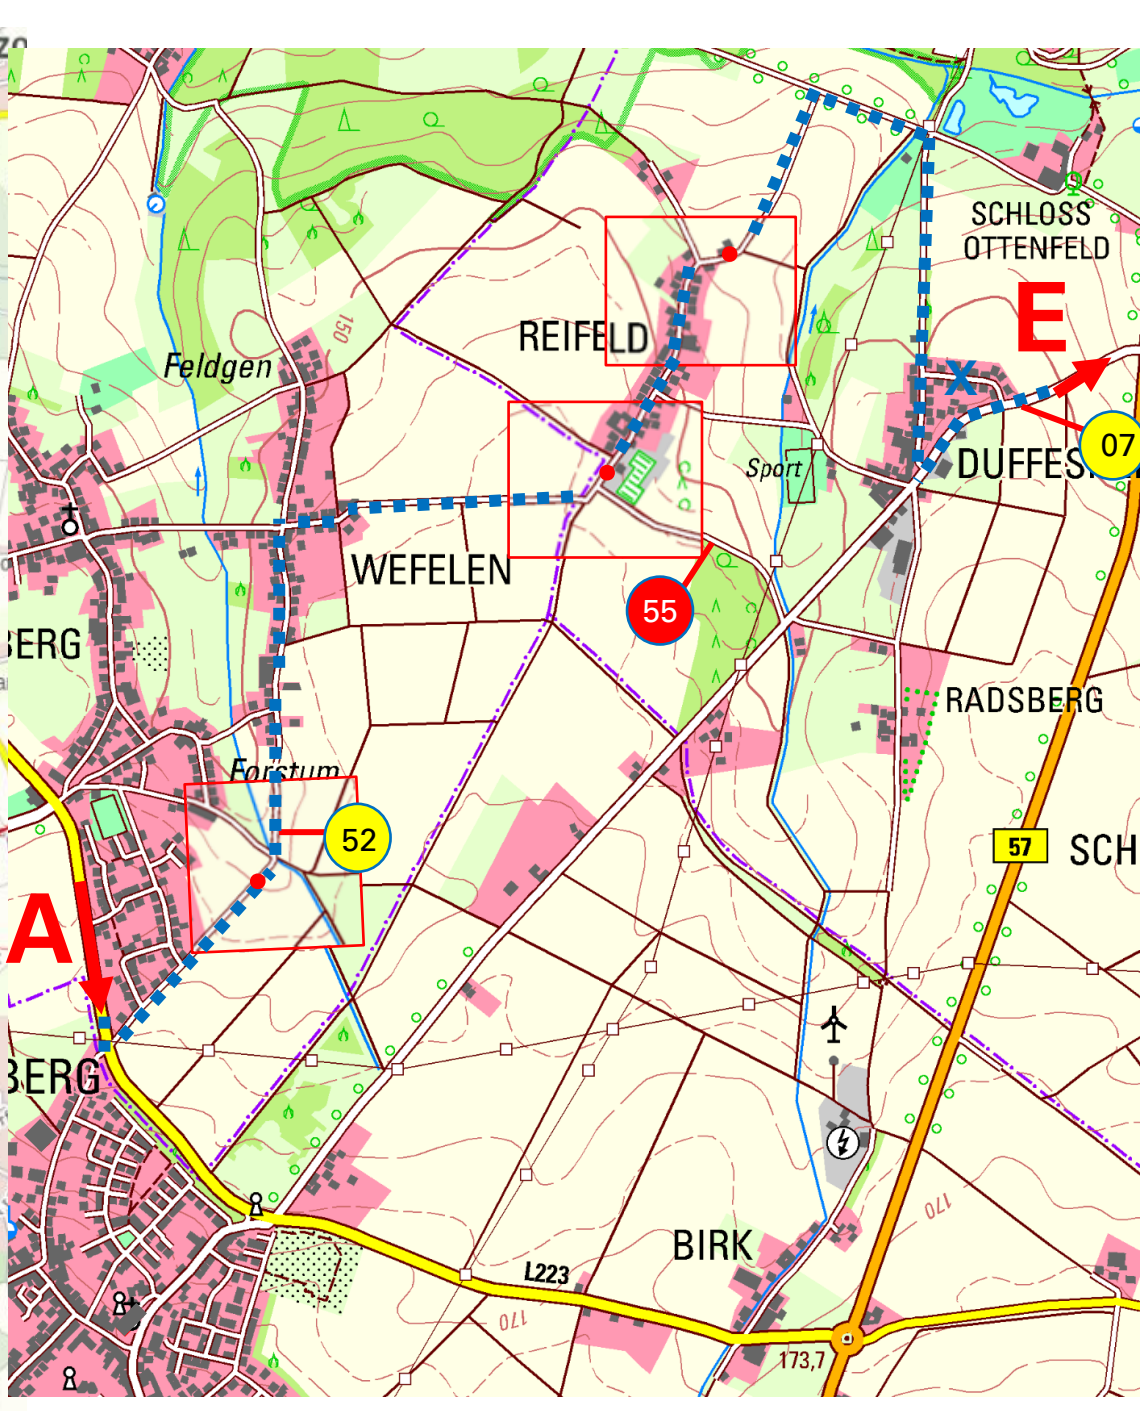 SCHLOSS
OTTENFELD
E
150
REIFELD
Feldgen
X
07
DUFFES
Sport
WEFELEN
55
BERG
RADSBERG
Forstum
52
57
SCH
A
BERG
170
BIRK
L223
170
173,7